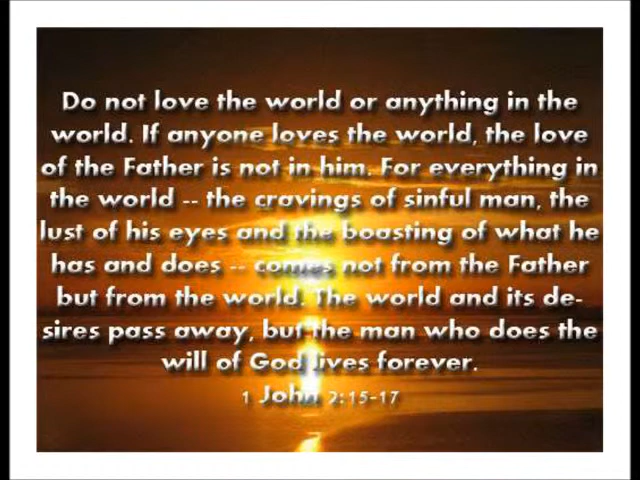 Do not love the world or anything in the
world. If anyone loves the world, the love
of the Father is not in him. For everything in
the world -- the cravings of sinful man, the
lust of his eyes and the boasting of what he
has and does -- comes not from the Father
but from the world. The world and its de-
sires pass away, but the man who does the
will of God lives forever.
1 John 2:15-17